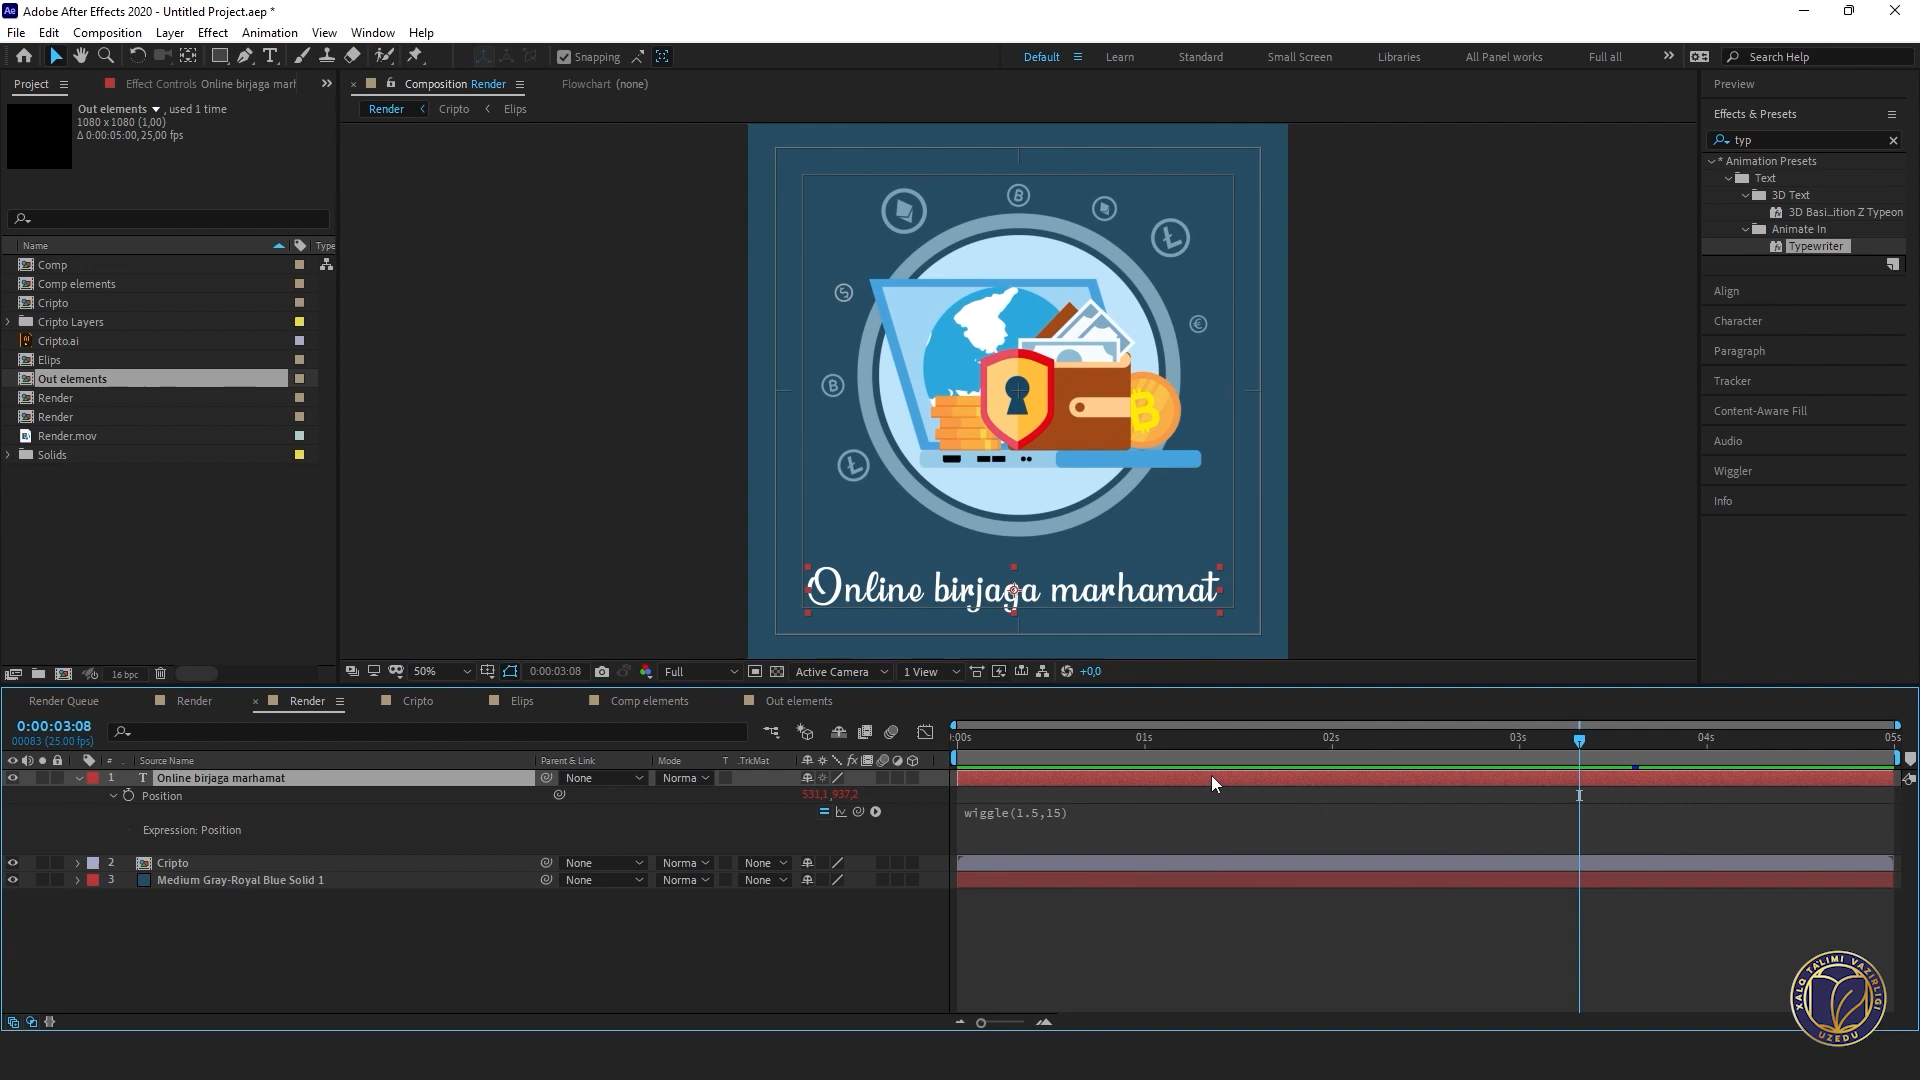 Ae Adobe After Effects 2020 - Untitled Project.aep *
File Edit Composition Layer Effect Animation View Window Help
Snapping Default Learn Standard Small Screen Libraries All Panel works Full all Search Help
Project Effect Controls Online birjaga mar Composition Render Flowchart (none) Preview
Render Cripto Elips
Out elements , used 1 time
1080 x 1080 (1,00)
Δ 0:00:05:00, 25,00 fps
Effects & Presets
typ
* Animation Presets
Text
3D Text
3D Basi...ition Z Typeon
Animate In
Typewriter
Name Type
Comp
Comp elements
Cripto
Cripto Layers
Cripto.ai
Elips
Out elements
Render
Render
Render.mov
Solids
Align
Character
Paragraph
Tracker
Content-Aware Fill
Audio
Wiggler
Info
Online birjaga marhamat
16 bpc
50% 0:00:03:08 Full Active Camera 1 View +0,0
Render Queue Render Render Cripto Elips Comp elements Out elements
0:00:03:08
00083 (25.00 fps)
:00s 01s 02s 03s 04s 05s
# Source Name Parent & Link Mode T .TrkMat
1 T Online birjaga marhamat None Norma
Position 531,1,937,2
wiggle(1.5,15)
Expression: Position
2 Cripto None Norma None
3 Medium Gray-Royal Blue Solid 1 None Norma None
XALQ TA'LIMI VAZIRLIGI
UZEDU